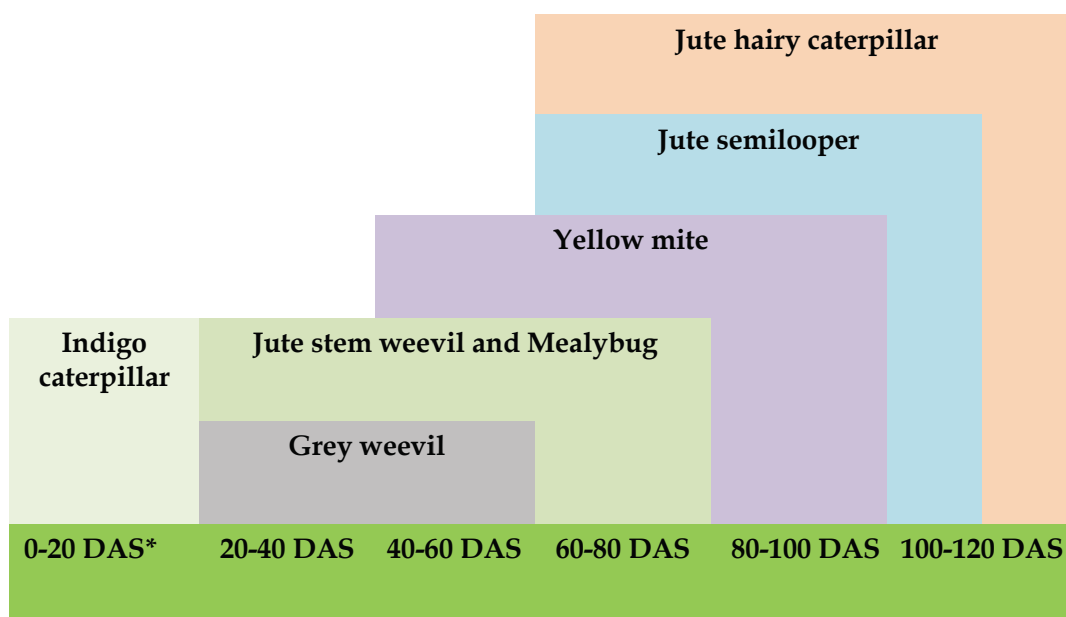 Jute hairy caterpillar
Jute semilooper
Yellow mite
Indigo
caterpillar
Jute stem weevil and Mealybug
Grey weevil
0-20 DAS* 20-40 DAS 40-60 DAS 60-80 DAS 80-100 DAS 100-120 DAS